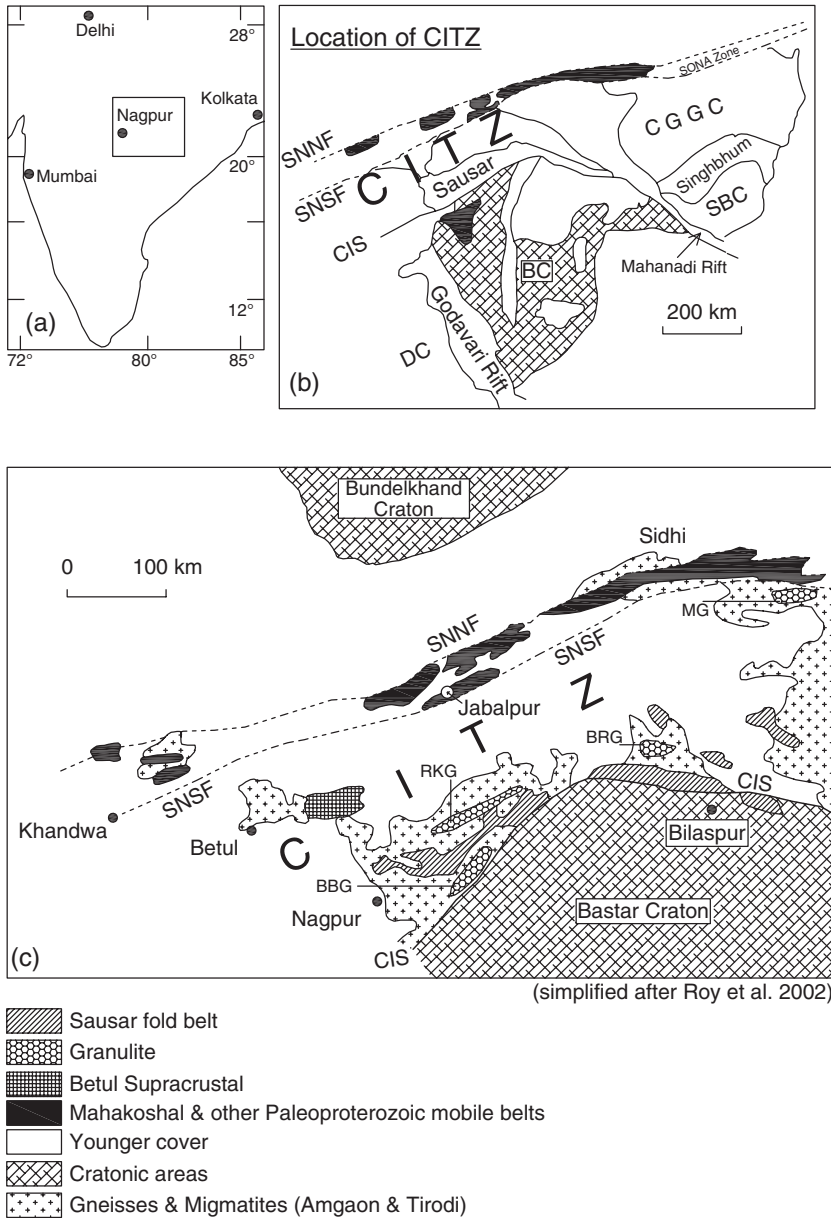 (a)
Delhi
Nagpur
Kolkata
Mumbai
28°
20°
12°
72°
80°
85°
Location of CITZ
SONA Zone
SNNF
SNSF
C I T Z
CGGC
Singhbhum
SBC
Sausar
CIS
BC
Mahanadi Rift
Godavari Rift
DC
200 km
(b)
Bundelkhand
Craton
0 100 km
Sidhi
MG
SNNF
SNSF
Jabalpur
C I T Z
BRG
RKG
CIS
SNSF
Khandwa
Betul
Bilaspur
BBG
Nagpur
Bastar Craton
CIS
(c)
(simplified after Roy et al. 2002)
Sausar fold belt
Granulite
Betul Supracrustal
Mahakoshal & other Paleoproterozoic mobile belts
Younger cover
Cratonic areas
Gneisses & Migmatites (Amgaon & Tirodi)